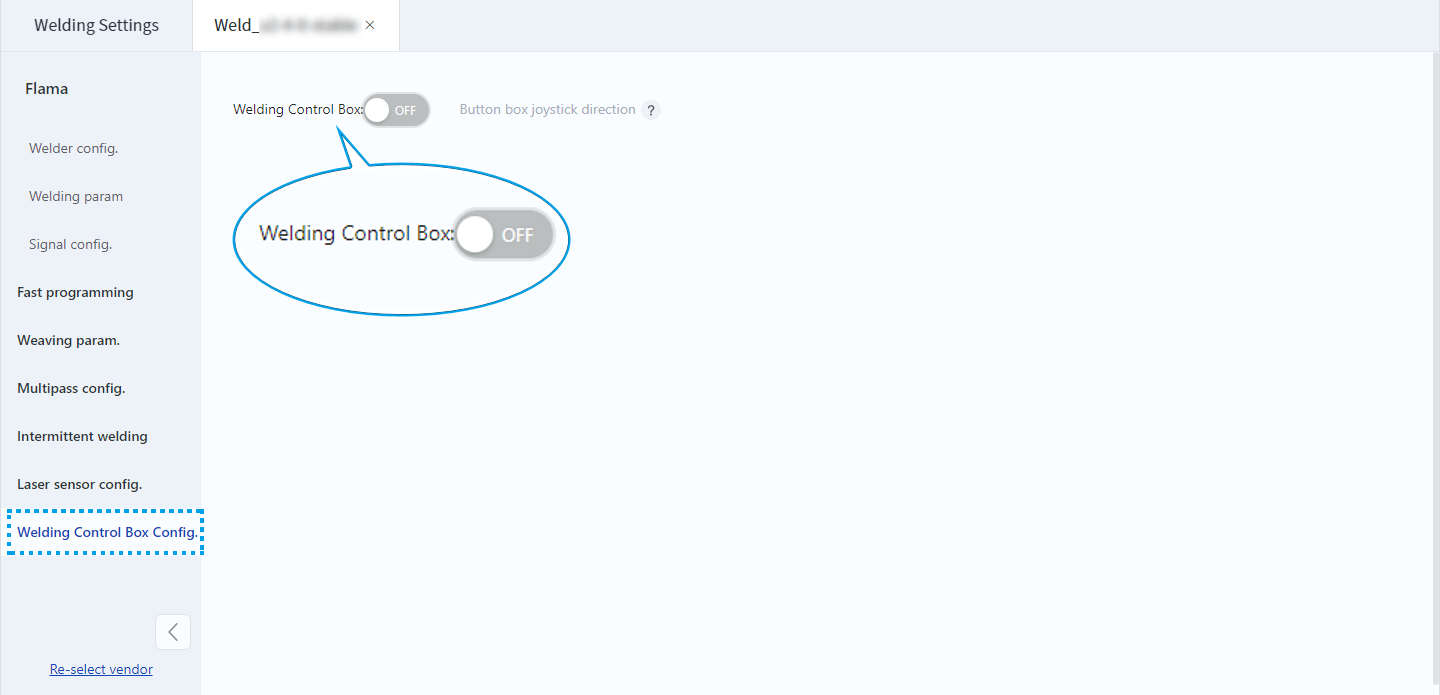 Welding Settings
Weld_
Flama
Welder config.
Welding param
Signal config.
Fast programming
Weaving param.
Multipass config.
Intermittent welding
Laser sensor config.
Welding Control Box Config.
Re-select vendor
Welding Control Box: OFF
Button box joystick direction ?
Welding Control Box: OFF